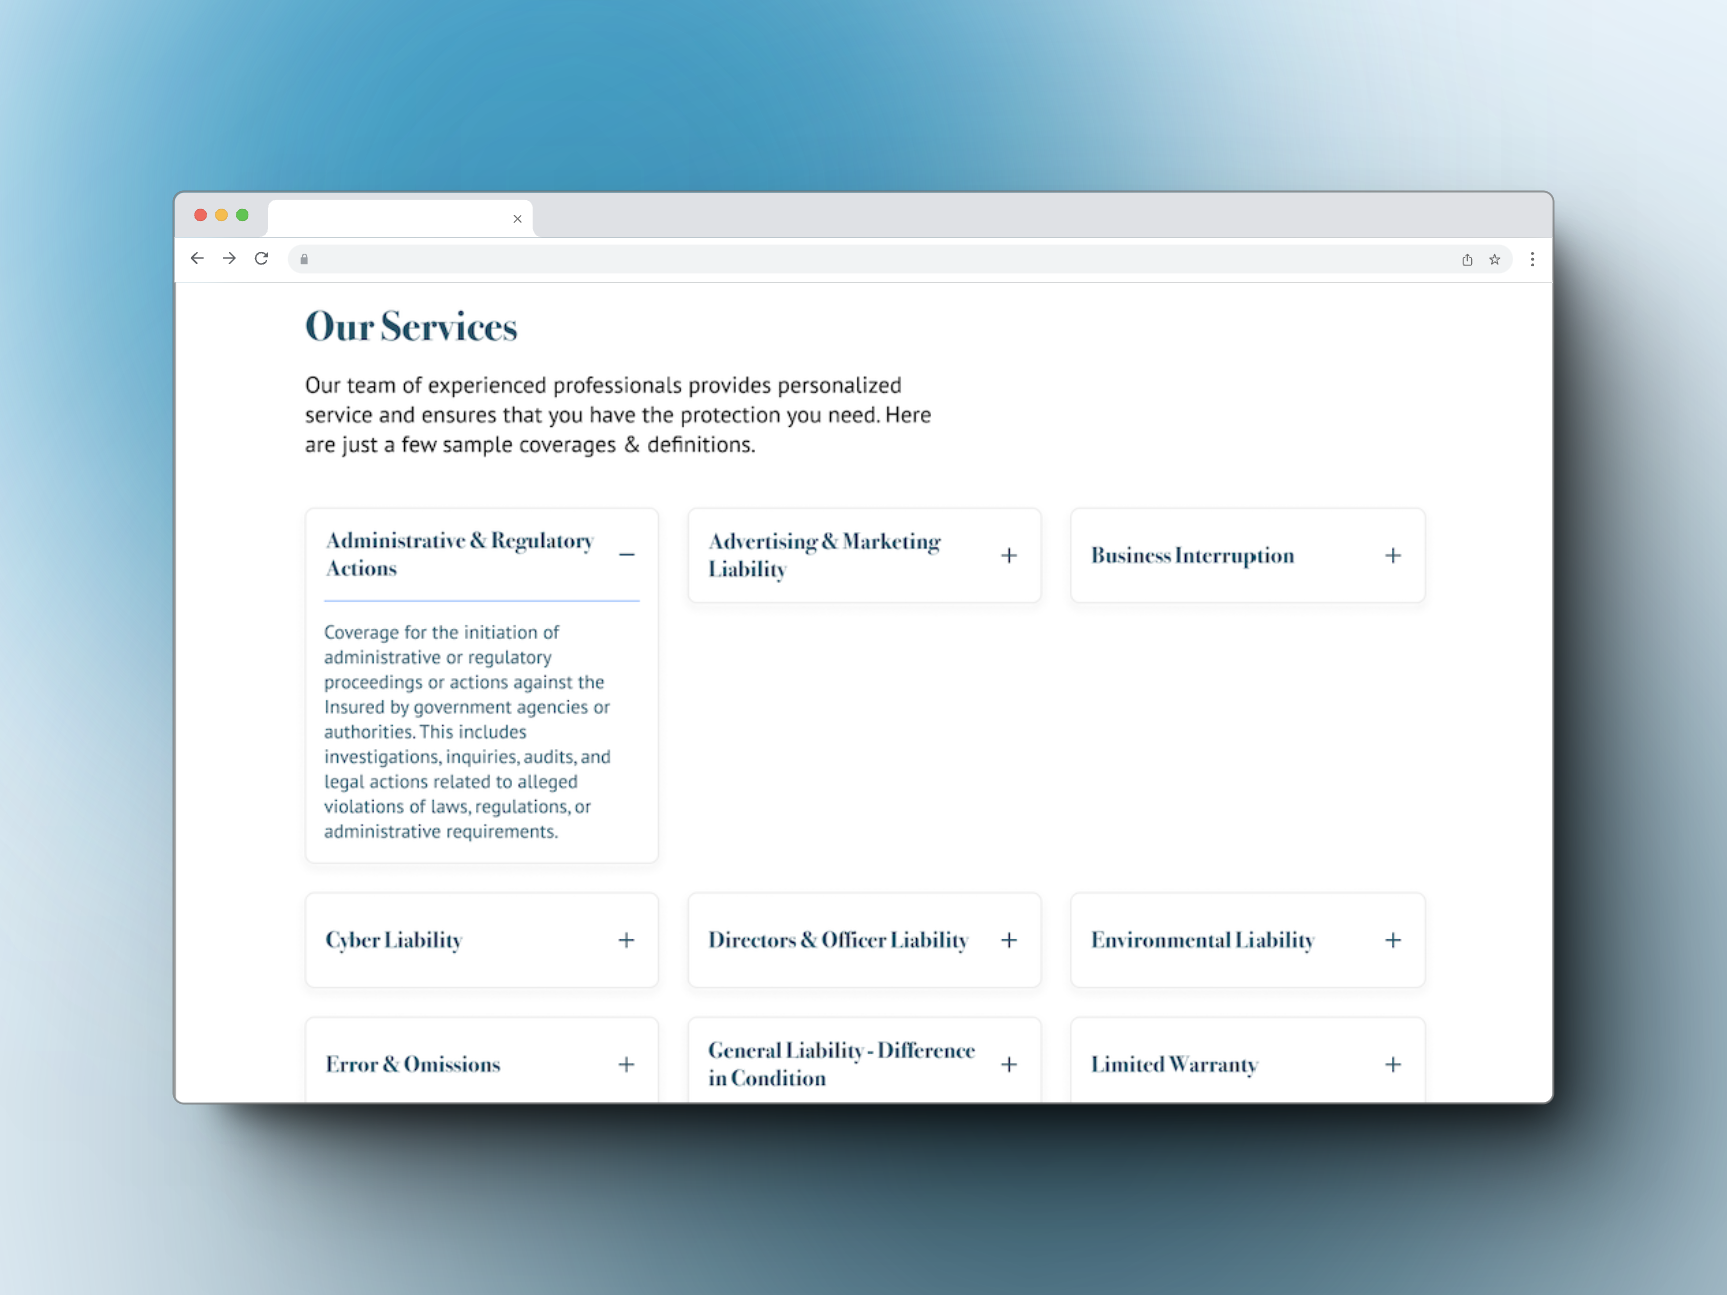 Our Services
Our team of experienced professionals provides personalized
service and ensures that you have the protection you need. Here
are just a few sample coverages & definitions.
Administrative & Regulatory
Actions
Coverage for the initiation of
administrative or regulatory
proceedings or actions against the
Insured by government agencies or
authorities. This includes
investigations, inquiries, audits, and
legal actions related to alleged
violations of laws, regulations, or
administrative requirements.
Advertising & Marketing
Liability
Business Interruption
Cyber Liability
Directors & Officer Liability
Environmental Liability
Error & Omissions
General Liability - Difference
in Condition
Limited Warranty